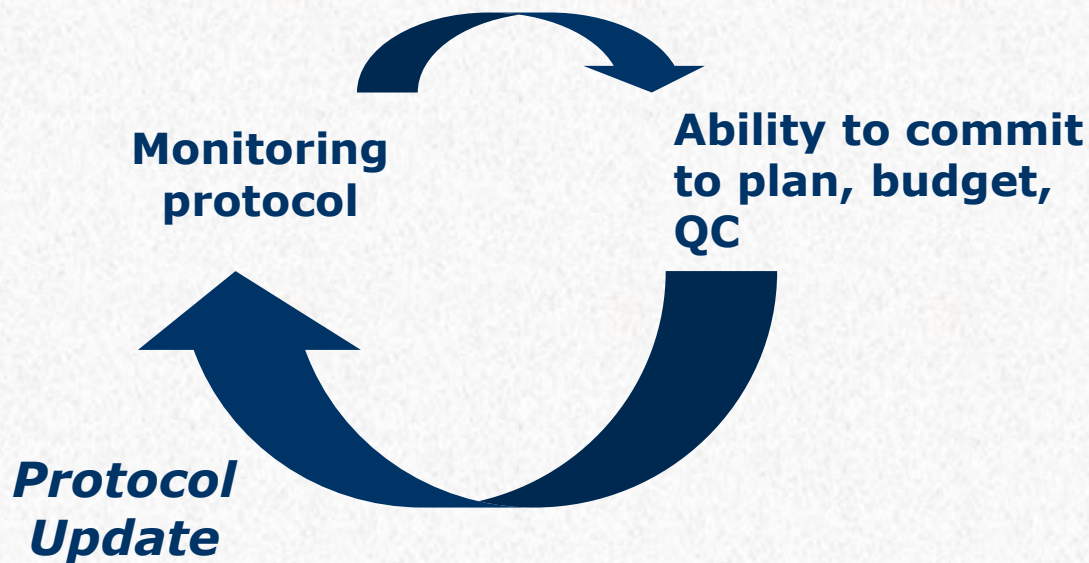 Monitoring
protocol
Ability to commit
to plan, budget,
QC
Protocol
Update